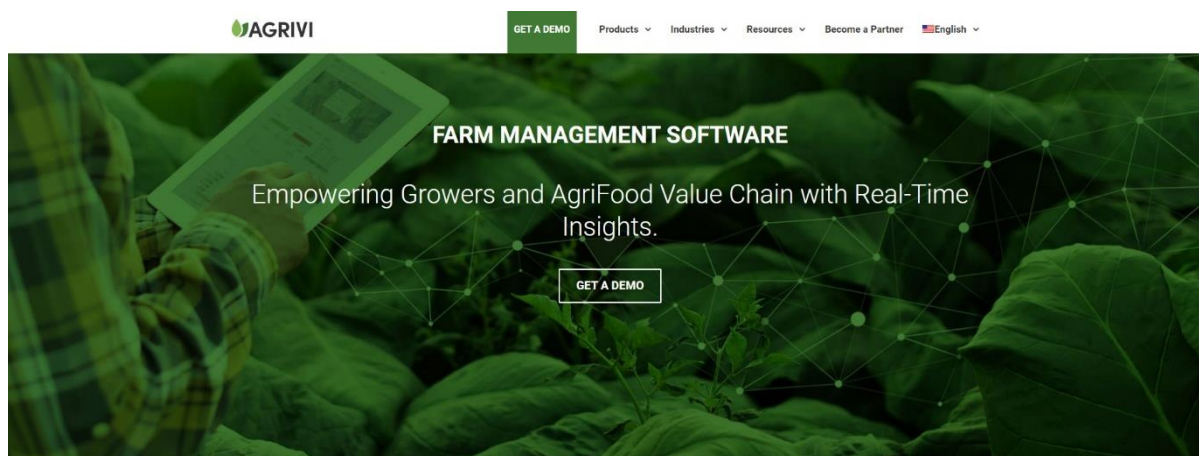 AGRIVI
GET A DEMO
Products
Industries
Resources
Become a Partner
English
FARM MANAGEMENT SOFTWARE
Empowering Growers and AgriFood Value Chain with Real-Time
Insights.
GET A DEMO